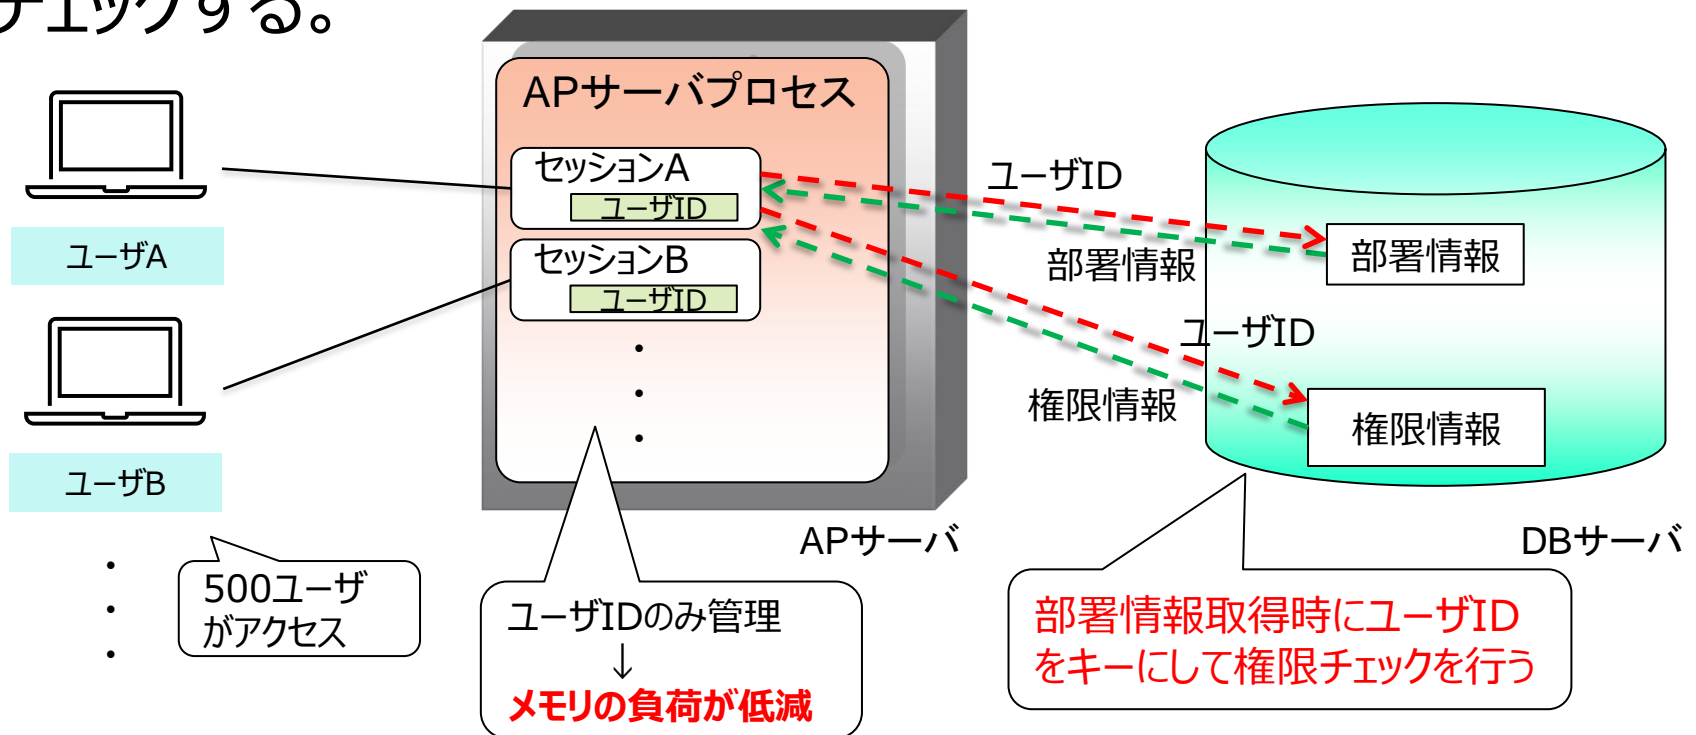 チェックする。
APサーバプロセス
セッションA
ユーザID
セッションB
ユーザID
・
・
・
ユーザA
ユーザB
・
・
・
500ユーザ
がアクセス
ユーザID
部署情報
ユーザID
権限情報
部署情報
権限情報
APサーバ
DBサーバ
ユーザIDのみ管理
↓
メモリの負荷が低減
部署情報取得時にユーザID
をキーにして権限チェックを行う